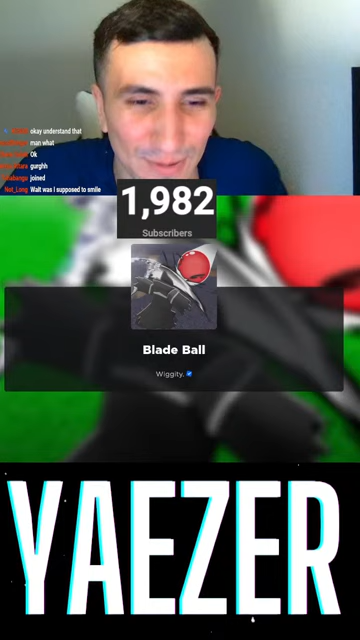 okay understand that
man what
Ok
gurghh
joined
Net_Long Wait was I supposed to smile
1,982
Subscribers
Blade Ball
Wiggity.
YAEZER